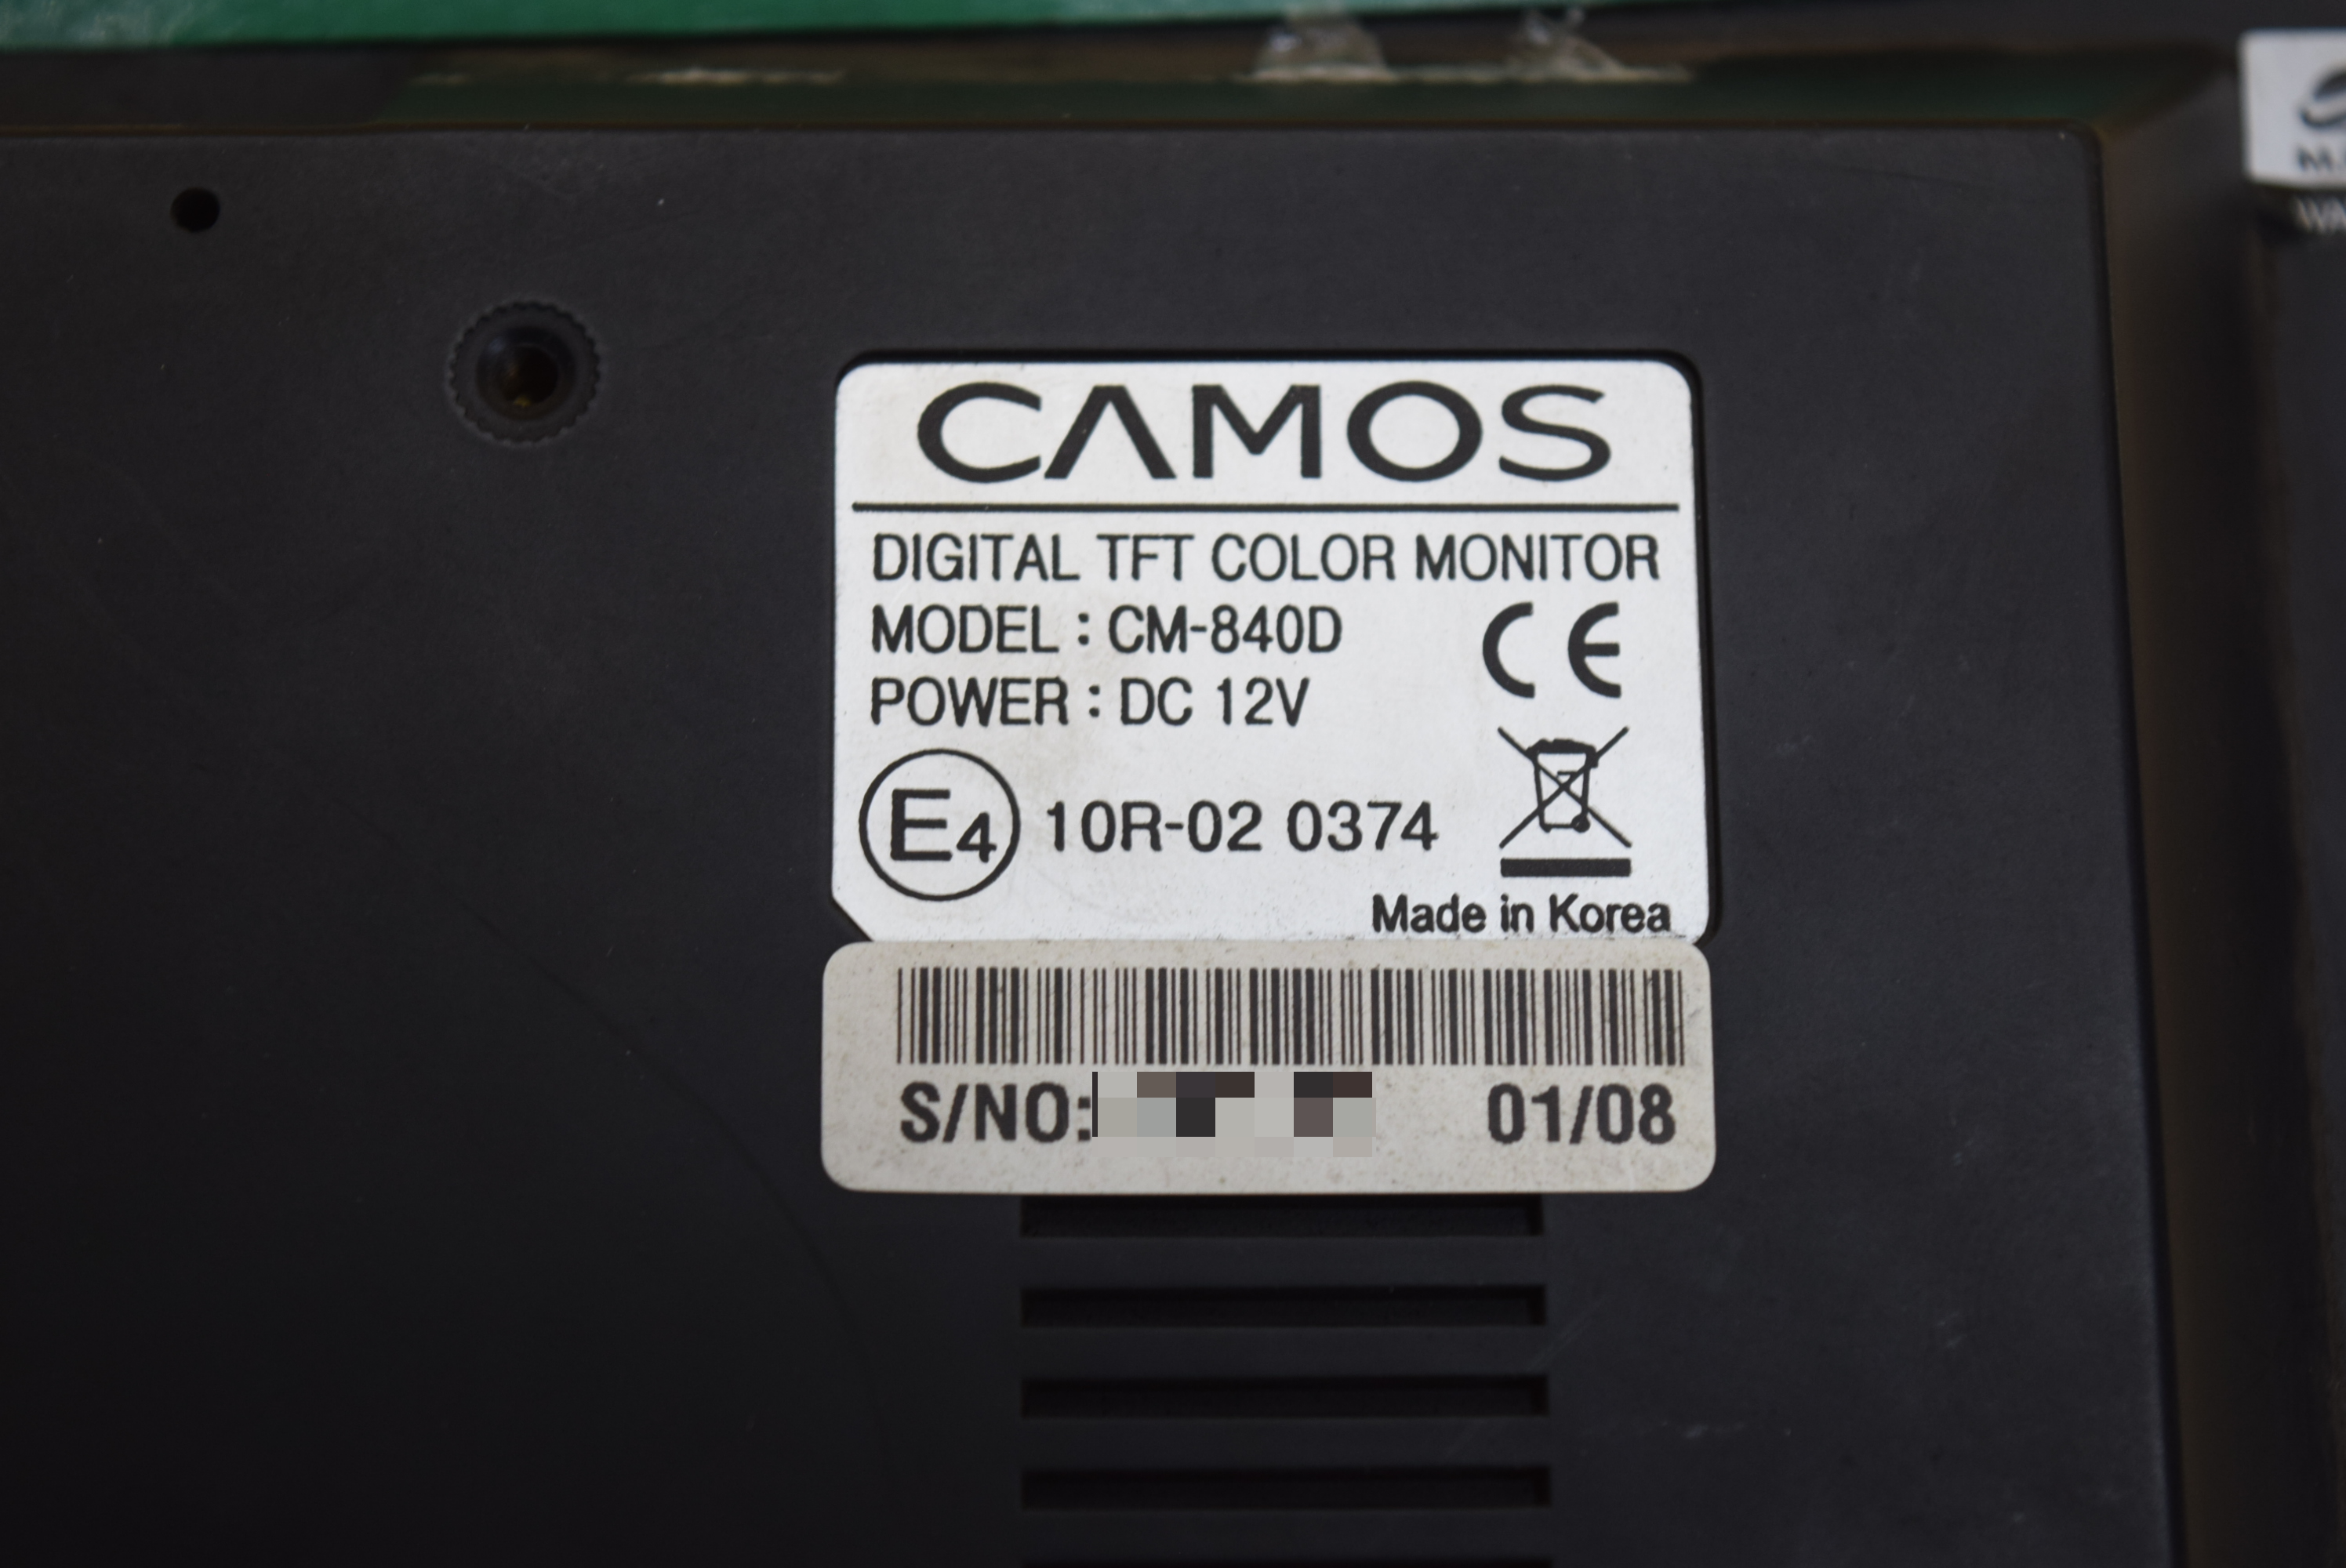 CAMOS
DIGITAL TFT COLOR MONITOR
MODEL : CM-840D
CE
POWER : DC 12V
E4 10R-02 0374
Made in Korea
S/NO: 01/08